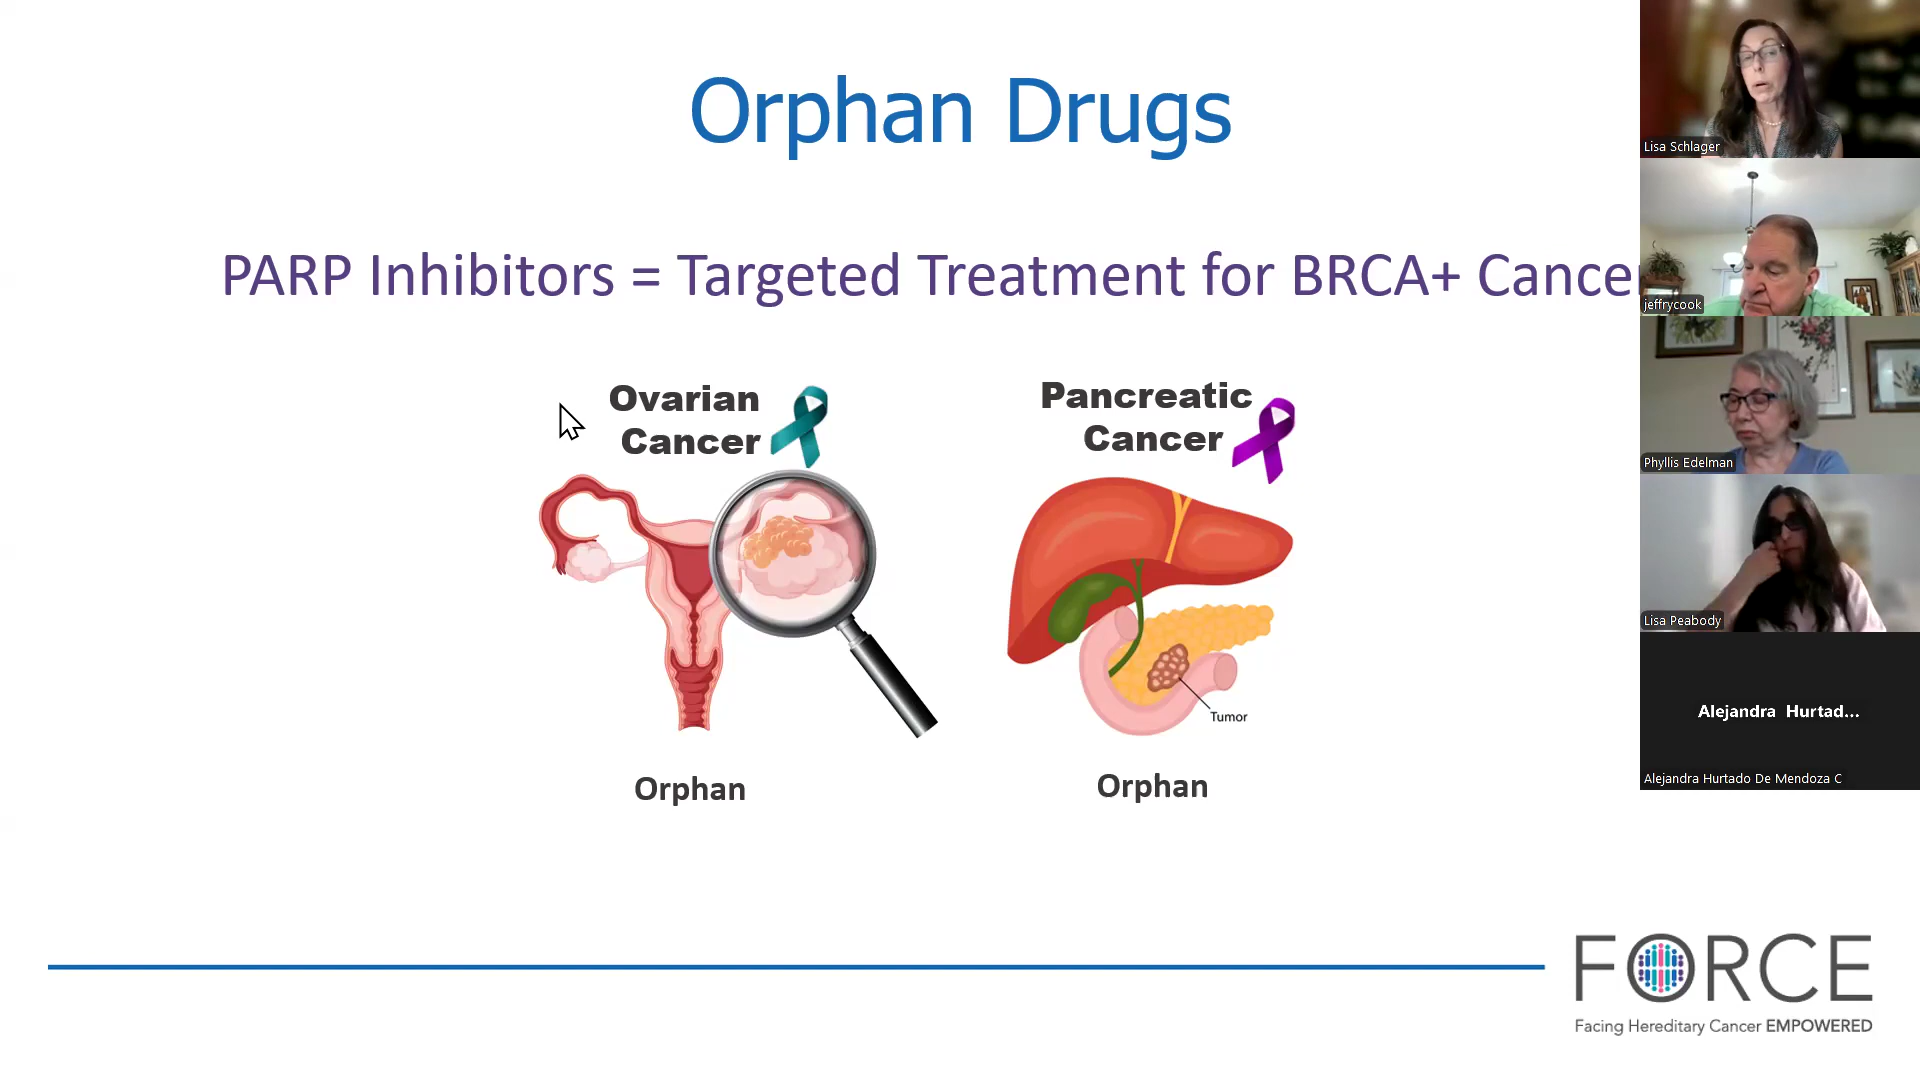 Orphan Drugs
PARP Inhibitors = Targeted Treatment for BRCA+ Cancer
Ovarian
Cancer
Pancreatic
Cancer
Tumor
Orphan
Orphan
FORCE
Facing Hereditary Cancer EMPOWERED
Lisa Schlager
jeffrycook
Phyllis Edelman
Lisa Peabody
Alejandra Hurtad...
Alejandra Hurtado De Mendoza C